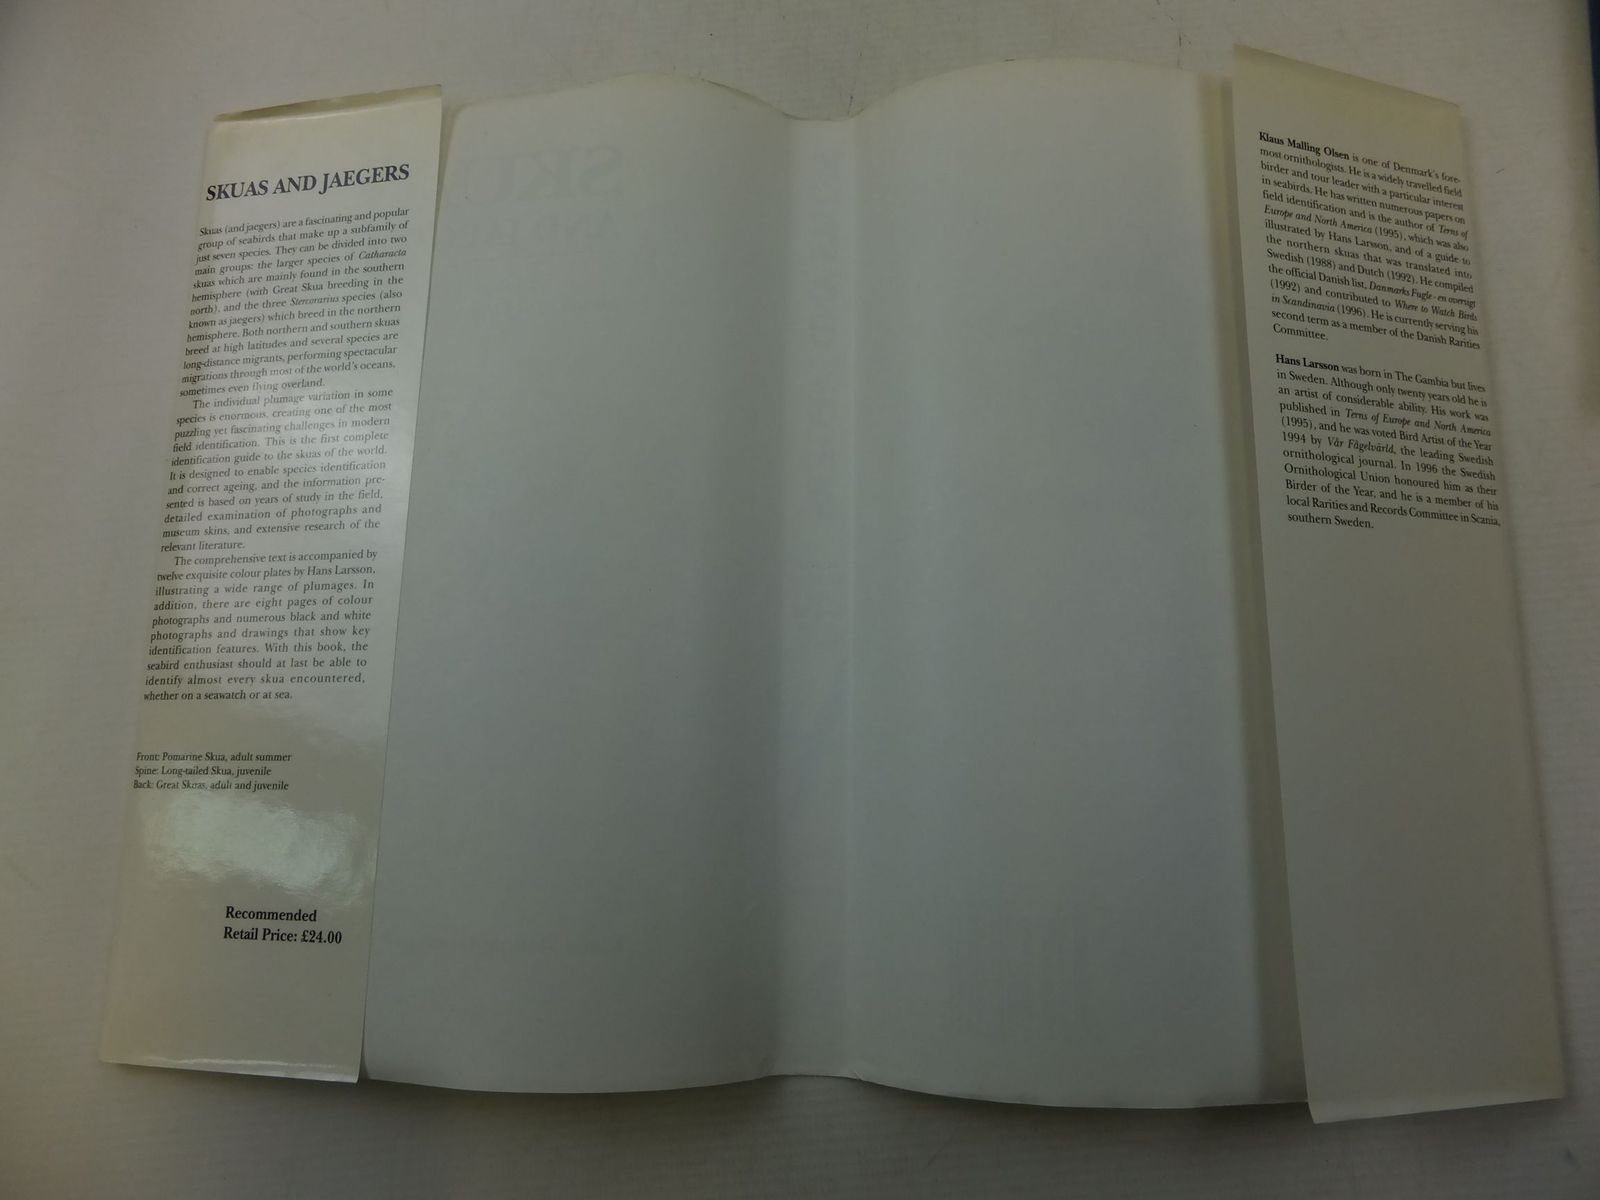 SKUAS AND JAEGERS
Skuas (and jaegers) are a fascinating and popular
group of seabirds that make up a subfamily of
just seven species. They can be divided into two
main groups: the larger species of Catharacta
skuas which are mainly found in the southern
hemisphere (with Great Skua breeding in the
north), and the three Stercorarius species (also
known as jaegers) which breed in the northern
hemisphere. Both northern and southern skuas
breed at high latitudes and several species are
long-distance migrants, performing spectacular
migrations through most of the world's oceans,
sometimes even flying overland.
The individual plumage variation in some
species is enormous, creating one of the most
puzzling yet fascinating challenges in modern
field identification. This is the first complete
identification guide to the skuas of the world.
It is designed to enable species identification
and correct ageing, and the information pre-
sented is based on years of study in the field,
detailed examination of photographs and
museum skins, and extensive research of the
relevant literature.
The comprehensive text is accompanied by
twelve exquisite colour plates by Hans Larsson,
illustrating a wide range of plumages. In
addition, there are eight pages of colour
photographs and numerous black and white
photographs and drawings that show key
identification features. With this book, the
seabird enthusiast should at last be able to
identify almost every skua encountered,
whether on a seawatch or at sea.
Front: Pomarine Skua, adult summer
Spine: Long-tailed Skua, juvenile
Back: Great Skuas, adult and juvenile
Recommended
Retail Price: £24.00
Klaus Malling Olsen is one of Denmark's fore-
most ornithologists. He is a widely travelled field
birder and tour leader with a particular interest
in seabirds. He has written numerous papers on
field identification and is the author of Terns of
Europe and North America (1995), which was also
illustrated by Hans Larsson, and of a guide to
the northern skuas that was translated into
Swedish (1988) and Dutch (1992). He compiled
the official Danish list, Danmarks Fugle - en oversigt
(1992) and contributed to Where to Watch Birds
in Scandinavia (1996). He is currently serving his
second term as a member of the Danish Rarities
Committee.
Hans Larsson was born in The Gambia but lives
in Sweden. Although only twenty years old he is
an artist of considerable ability. His work was
published in Terns of Europe and North America
(1995), and he was voted Bird Artist of the Year
1994 by Vår Fågelvärld, the leading Swedish
ornithological journal. In 1996 the Swedish
Ornithological Union honoured him as their
Birder of the Year, and he is a member of his
local Rarities and Records Committee in Scania,
southern Sweden.